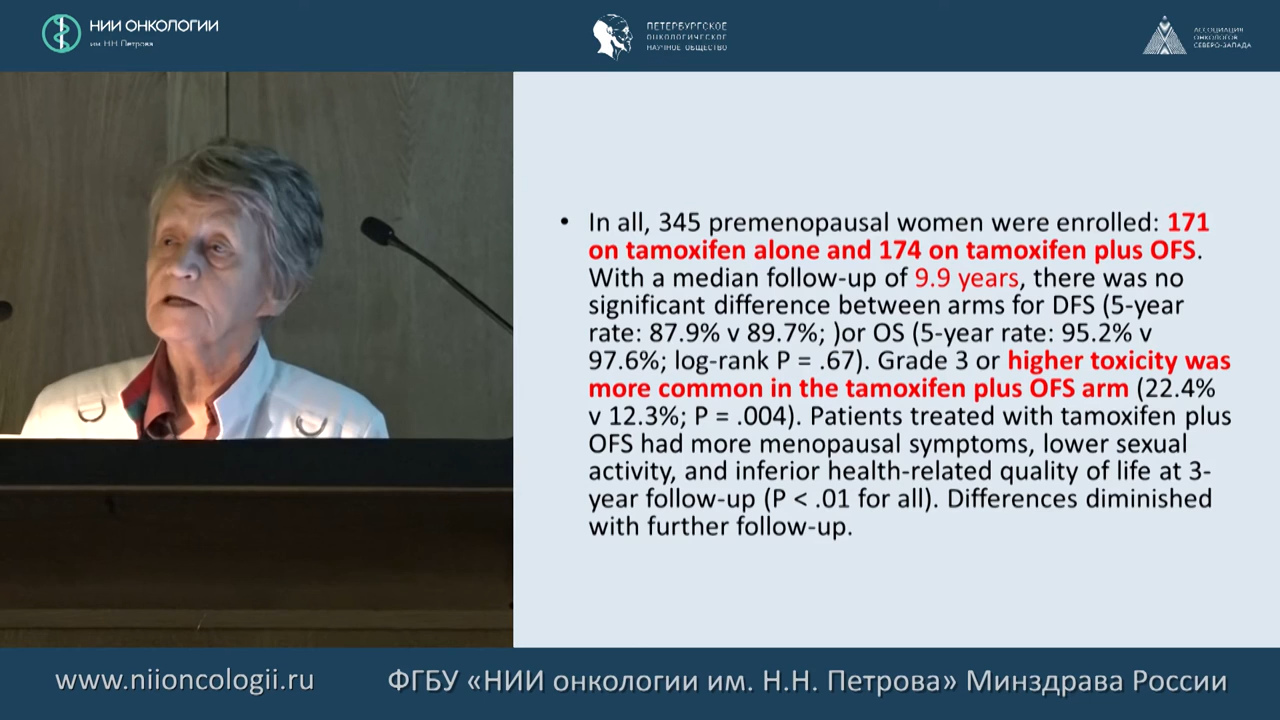 НИИ ОНКОЛОГИИ
им. Н.Н. Петрова
ПЕТЕРБУРГСКОЕ
ОНКОЛОГИЧЕСКОЕ
НАУЧНОЕ ОБЩЕСТВО
АССОЦИАЦИЯ
ОНКОЛОГОВ
СЕВЕРО-ЗАПАДА
• In all, 345 premenopausal women were enrolled: 171
on tamoxifen alone and 174 on tamoxifen plus OFS.
With a median follow-up of 9.9 years, there was no
significant difference between arms for DFS (5-year
rate: 87.9% v 89.7%; )or OS (5-year rate: 95.2% v
97.6%; log-rank P = .67). Grade 3 or higher toxicity was
more common in the tamoxifen plus OFS arm (22.4%
v 12.3%; P = .004). Patients treated with tamoxifen plus
OFS had more menopausal symptoms, lower sexual
activity, and inferior health-related quality of life at 3-
year follow-up (P < .01 for all). Differences diminished
with further follow-up.
www.niioncologii.ru
ФГБУ «НИИ онкологии им. Н.Н. Петрова» Минздрава России